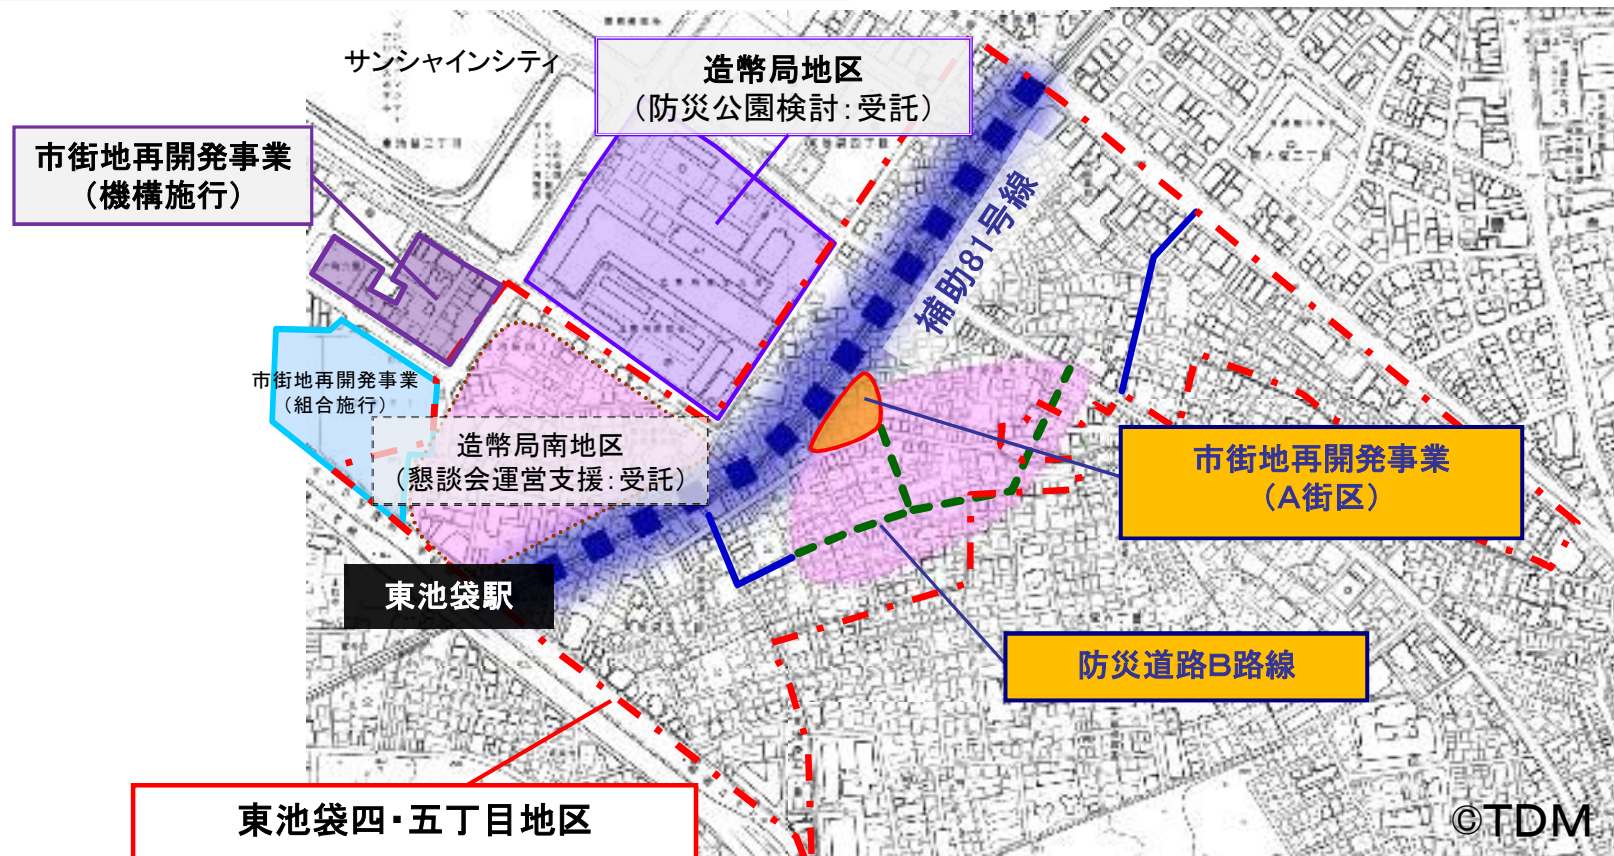 サンシャインシティ
造幣局地区
（防災公園検討：受託）
市街地再開発事業
（機構施行）
補助81号線
市街地再開発事業
（組合施行）
造幣局南地区
（懇談会運営支援：受託）
市街地再開発事業
（A街区）
東池袋駅
防災道路B路線
東池袋四・五丁目地区
©TDM